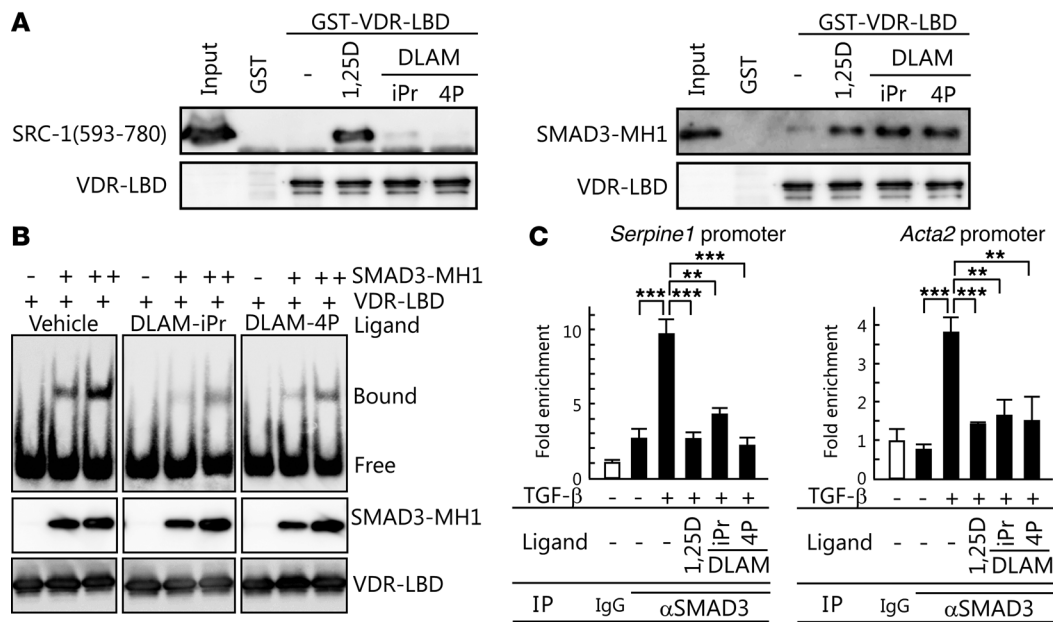 A
GST-VDR-LBD
Input
GST
-
1,25D
DLAM
iPr 4P
SRC-1(593-780)
VDR-LBD
GST-VDR-LBD
Input
GST
-
1,25D
DLAM
iPr 4P
SMAD3-MH1
VDR-LBD
B
- + ++ - + ++ - + ++ SMAD3-MH1
+ + + + + + + + + VDR-LBD
Vehicle DLAM-iPr DLAM-4P Ligand
Bound
Free
SMAD3-MH1
VDR-LBD
C
Serpine1 promoter
***
**
*** ***
Fold enrichment
10
5
0
TGF-β - - + + + +
Ligand - - - 1,25D iPr 4P
DLAM
IP IgG αSMAD3
Acta2 promoter
**
**
*** ***
Fold enrichment
4
3
2
1
0
TGF-β - - + + + +
Ligand - - - 1,25D iPr 4P
DLAM
IP IgG αSMAD3